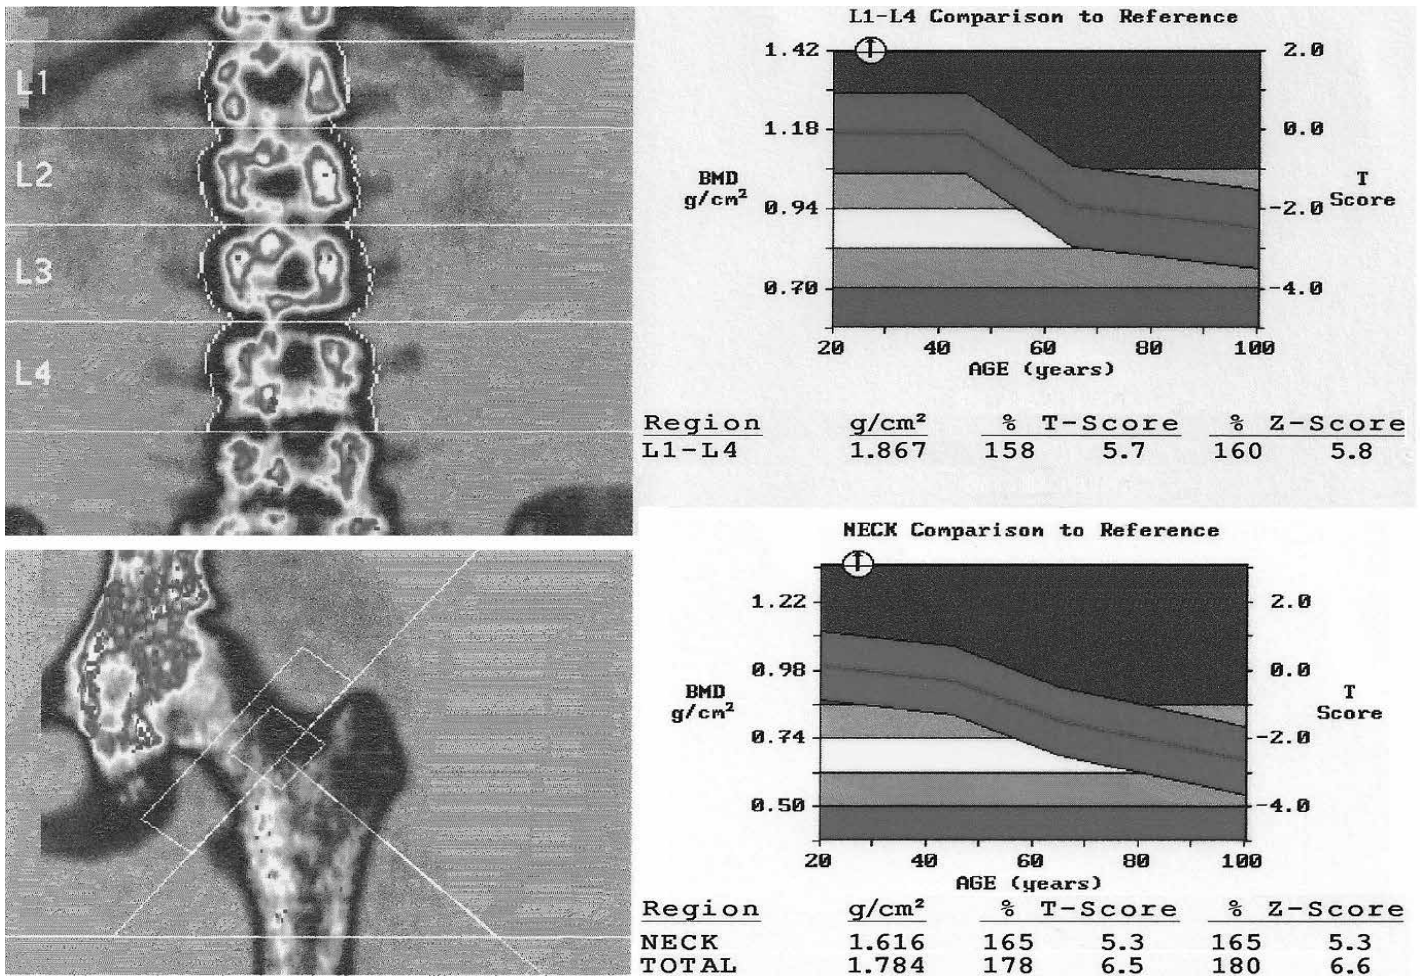 L1
L2
L3
L4
L1-L4 Comparison to Reference
1.42
1.18
0.94
0.70
BMD
g/cm²
2.0
0.0
-2.0
-4.0
T
Score
20 40 60 80 100
AGE (years)
Region g/cm² % T-Score % Z-Score
L1-L4 1.867 158 5.7 160 5.8
NECK Comparison to Reference
1.22
0.98
0.74
0.50
BMD
g/cm²
2.0
0.0
-2.0
-4.0
T
Score
20 40 60 80 100
AGE (years)
Region g/cm² % T-Score % Z-Score
NECK 1.616 165 5.3 165 5.3
TOTAL 1.784 178 6.5 180 6.6